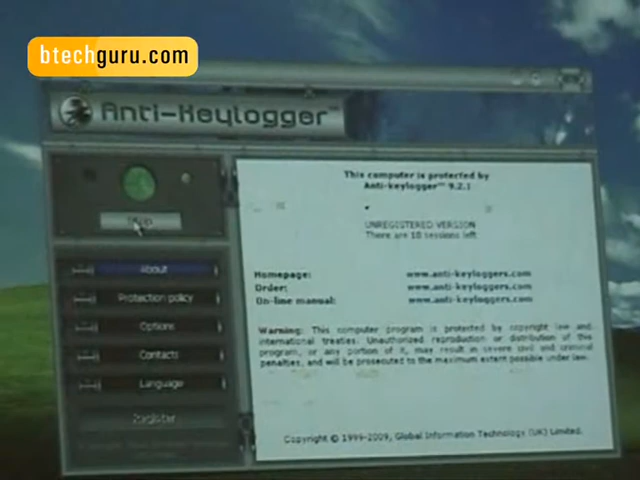 btechguru.com
Anti-Keylogger™
This computer is protected by
Anti-keylogger™ 9.2.1
Stop
UNREGISTERED VERSION
There are 10 sessions left
About
Protection policy
Options
Contacts
Language
Register
Homepage: www.anti-keyloggers.com
Order: www.anti-keyloggers.com
On-line manual: www.anti-keyloggers.com
Warning: This computer program is protected by copyright law and
international treaties. Unauthorized reproduction or distribution of this
program, or any portion of it, may result in severe civil and criminal
penalties, and will be prosecuted to the maximum extent possible under law.
Copyright © 1999-2009, Global Information Technology (UK) Limited.